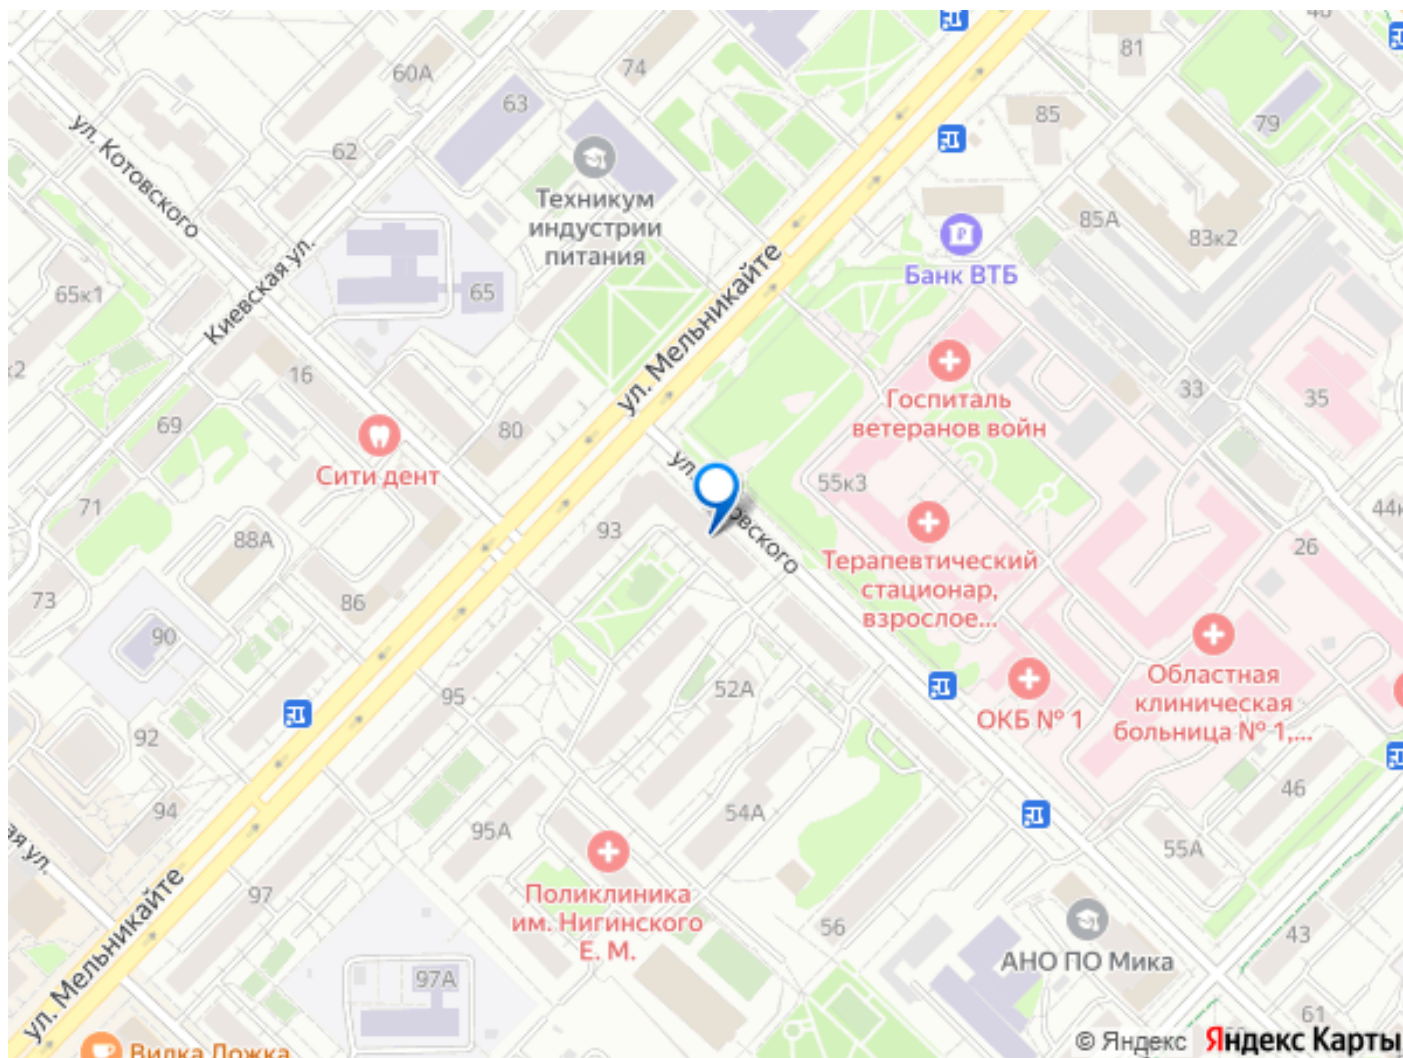 60А
74
81
63
85
79
ул. Котовского
62
Техникум
индустрии
питания
85А
83к2
Банк ВТБ
Киевская ул.
65к1
65
ул. Мельникайте
16
33
35
Госпиталь
ветеранов войн
69
80
Сити дент
71
55к3
93
88А
Терапевтический
стационар,
взрослое...
26
73
86
90
95
52А
ОКБ № 1
Областная
клиническая
больница № 1,...
92
94
95А
54А
46
55А
Поликлиника
им. Нигинского
Е. М.
97
56
43
АНО ПО Мика
ул. Мельникайте
97А
61
Вилка Ложка
© Яндекс Яндекс Карты